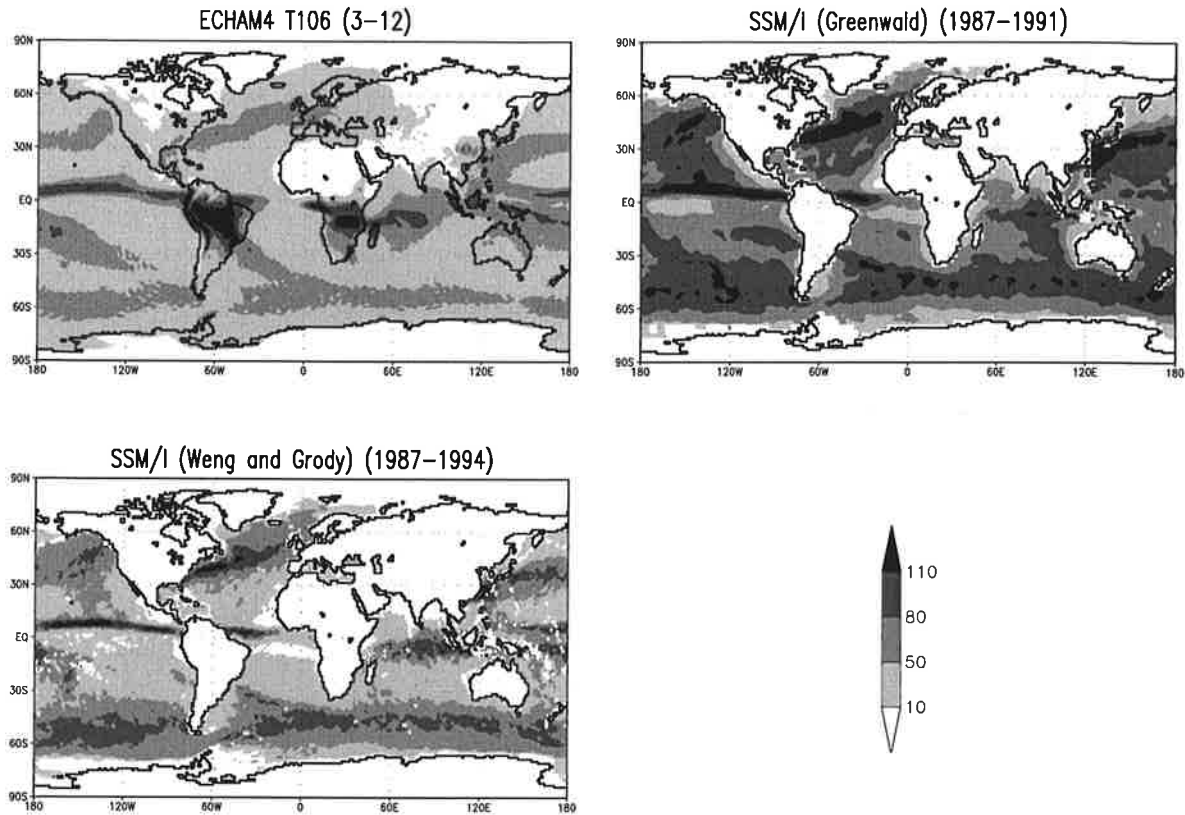 ECHAM4 T106 (3-12)
90N
60N
30N
EQ
30S
60S
90S
180 120W 60W 0 60E 120E 180
SSM/I (Greenwald) (1987-1991)
90N
60N
30N
EQ
30S
60S
90S
180 120W 60W 0 60E 120E 180
SSM/I (Weng and Grody) (1987-1994)
90N
60N
30N
EQ
30S
60S
90S
180 120W 60W 0 60E 120E 180
110
80
50
10